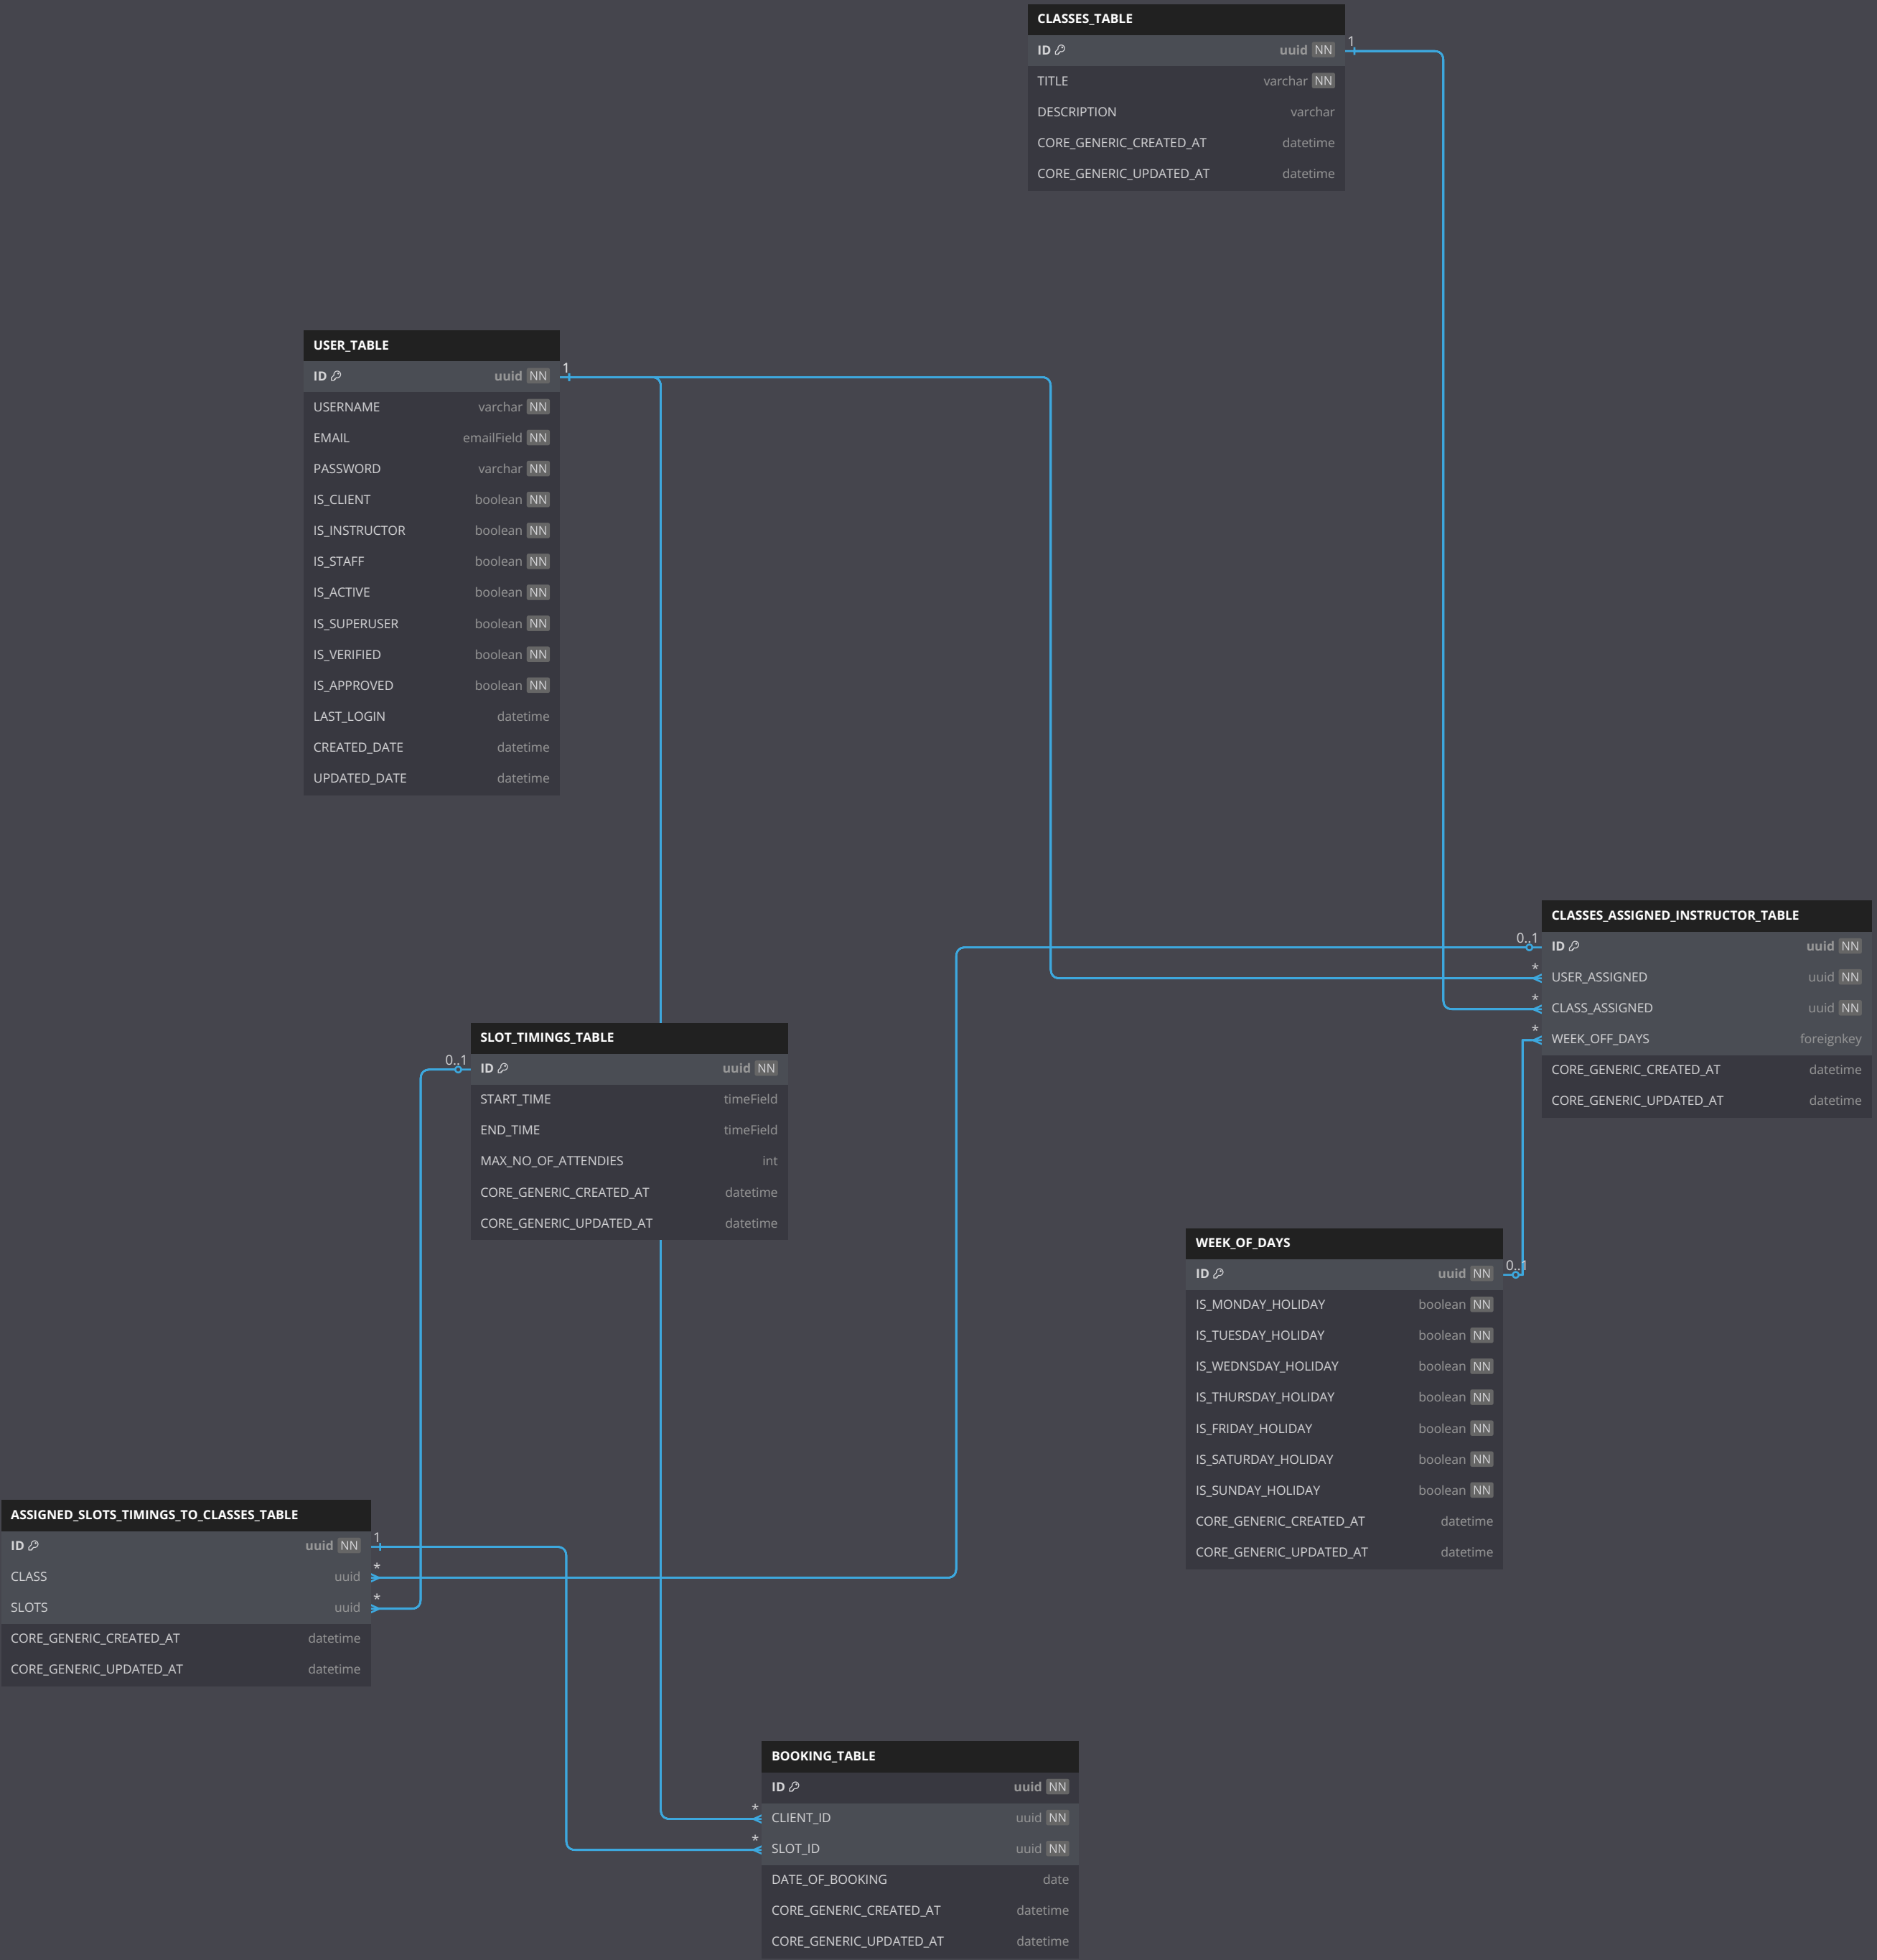 CLASSES_TABLE
1
ID uuid NN
TITLE varchar NN
DESCRIPTION varchar
CORE_GENERIC_CREATED_AT datetime
CORE_GENERIC_UPDATED_AT datetime
USER_TABLE
1
ID uuid NN
USERNAME varchar NN
EMAIL emailField NN
PASSWORD varchar NN
IS_CLIENT boolean NN
IS_INSTRUCTOR boolean NN
IS_STAFF boolean NN
IS_ACTIVE boolean NN
IS_SUPERUSER boolean NN
IS_VERIFIED boolean NN
IS_APPROVED boolean NN
LAST_LOGIN datetime
CREATED_DATE datetime
UPDATED_DATE datetime
CLASSES_ASSIGNED_INSTRUCTOR_TABLE
0..1
ID uuid NN
*
USER_ASSIGNED uuid NN
*
CLASS_ASSIGNED uuid NN
*
WEEK_OFF_DAYS foreignkey
CORE_GENERIC_CREATED_AT datetime
CORE_GENERIC_UPDATED_AT datetime
SLOT_TIMINGS_TABLE
0..1
ID uuid NN
START_TIME timeField
END_TIME timeField
MAX_NO_OF_ATTENDIES int
CORE_GENERIC_CREATED_AT datetime
CORE_GENERIC_UPDATED_AT datetime
WEEK_OF_DAYS
0..1
ID uuid NN
IS_MONDAY_HOLIDAY boolean NN
IS_TUESDAY_HOLIDAY boolean NN
IS_WEDNSDAY_HOLIDAY boolean NN
IS_THURSDAY_HOLIDAY boolean NN
IS_FRIDAY_HOLIDAY boolean NN
IS_SATURDAY_HOLIDAY boolean NN
IS_SUNDAY_HOLIDAY boolean NN
CORE_GENERIC_CREATED_AT datetime
CORE_GENERIC_UPDATED_AT datetime
ASSIGNED_SLOTS_TIMINGS_TO_CLASSES_TABLE
1
ID uuid NN
*
CLASS uuid
*
SLOTS uuid
CORE_GENERIC_CREATED_AT datetime
CORE_GENERIC_UPDATED_AT datetime
BOOKING_TABLE
ID uuid NN
*
CLIENT_ID uuid NN
*
SLOT_ID uuid NN
DATE_OF_BOOKING date
CORE_GENERIC_CREATED_AT datetime
CORE_GENERIC_UPDATED_AT datetime